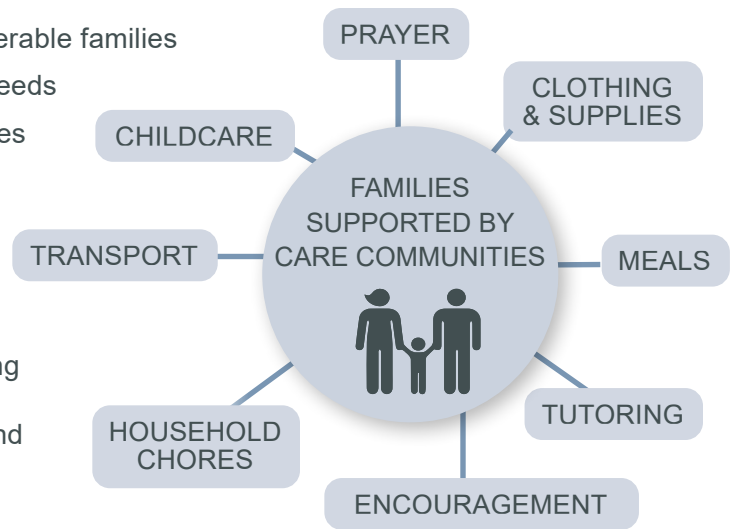 erable families
eeds
es
ng
nd
PRAYER
CLOTHING
& SUPPLIES
CHILDCARE
FAMILIES
SUPPORTED BY
CARE COMMUNITIES
TRANSPORT
MEALS
HOUSEHOLD
CHORES
TUTORING
ENCOURAGEMENT